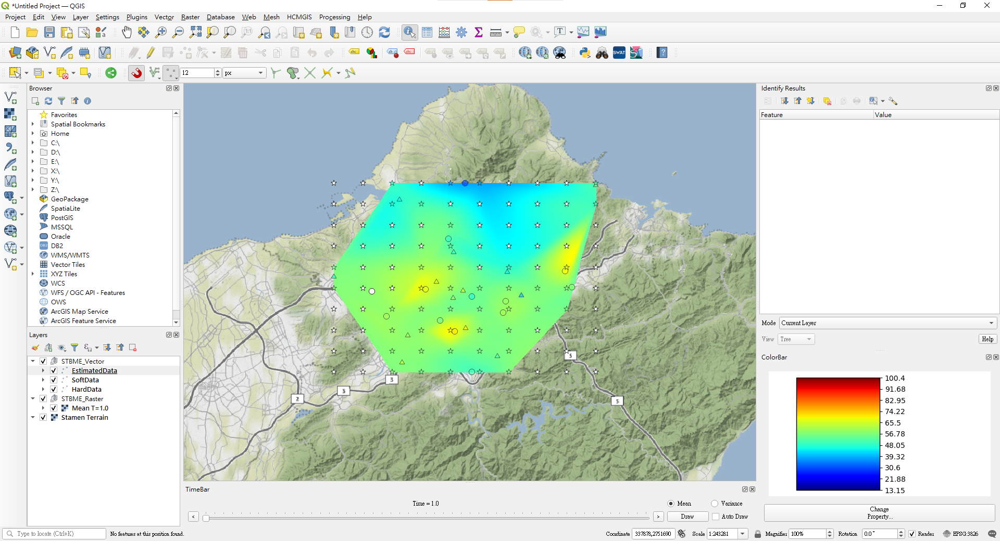 *Untitled Project — QGIS
Project Edit View Layer Settings Plugins Vector Raster Database Web Mesh HCMGIS Processing Help
12 px
Browser
Favorites
Spatial Bookmarks
Home
C:\
D:\
E:\
X:\
Y:\
Z:\
GeoPackage
SpatiaLite
PostGIS
MSSQL
Oracle
DB2
WMS/WMTS
Vector Tiles
XYZ Tiles
WCS
WFS / OGC API - Features
OWS
ArcGIS Map Service
ArcGIS Feature Service
Layers
STBME_Vector
EstimatedData
SoftData
HardData
STBME_Raster
Mean T=1.0
Stamen Terrain
5
3
3
2
5
TimeBar
Time = 1.0
Mean Variance
< > Draw Auto Draw
Identify Results
Feature Value
Mode Current Layer
View Tree Help
ColorBar
100.4
91.68
82.95
74.22
65.5
56.78
48.05
39.32
30.6
21.88
13.15
Change
Property...
Type to locate (Ctrl+K) No features at this position found. Coordinate 337878,2751690 Scale 1:243281 Magnifier 100% Rotation 0.0 ° Render EPSG:3826